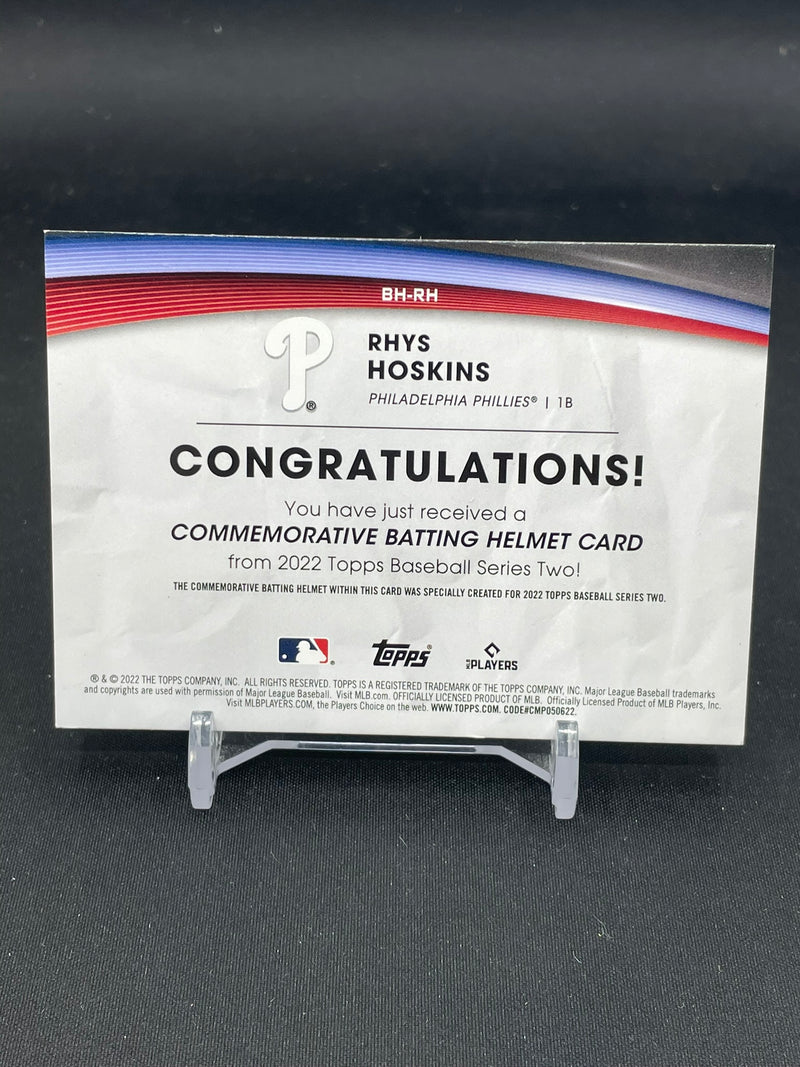 BH-RH
P®
RHYS
HOSKINS
PHILADELPHIA PHILLIES® | 1B
CONGRATULATIONS!
You have just received a
COMMEMORATIVE BATTING HELMET CARD
from 2022 Topps Baseball Series Two!
THE COMMEMORATIVE BATTING HELMET WITHIN THIS CARD WAS SPECIALLY CREATED FOR 2022 TOPPS BASEBALL SERIES TWO.
® topps® MLB PLAYERS
® & © 2022 THE TOPPS COMPANY, INC. ALL RIGHTS RESERVED. TOPPS IS A REGISTERED TRADEMARK OF THE TOPPS COMPANY, INC. Major League Baseball trademarks
and copyrights are used with permission of Major League Baseball. Visit MLB.com. OFFICIALLY LICENSED PRODUCT OF MLB. Officially Licensed Product of MLB Players, Inc.
Visit MLBPLAYERS.COM, the Players Choice on the web. WWW.TOPPS.COM. CODE#CMP050622.